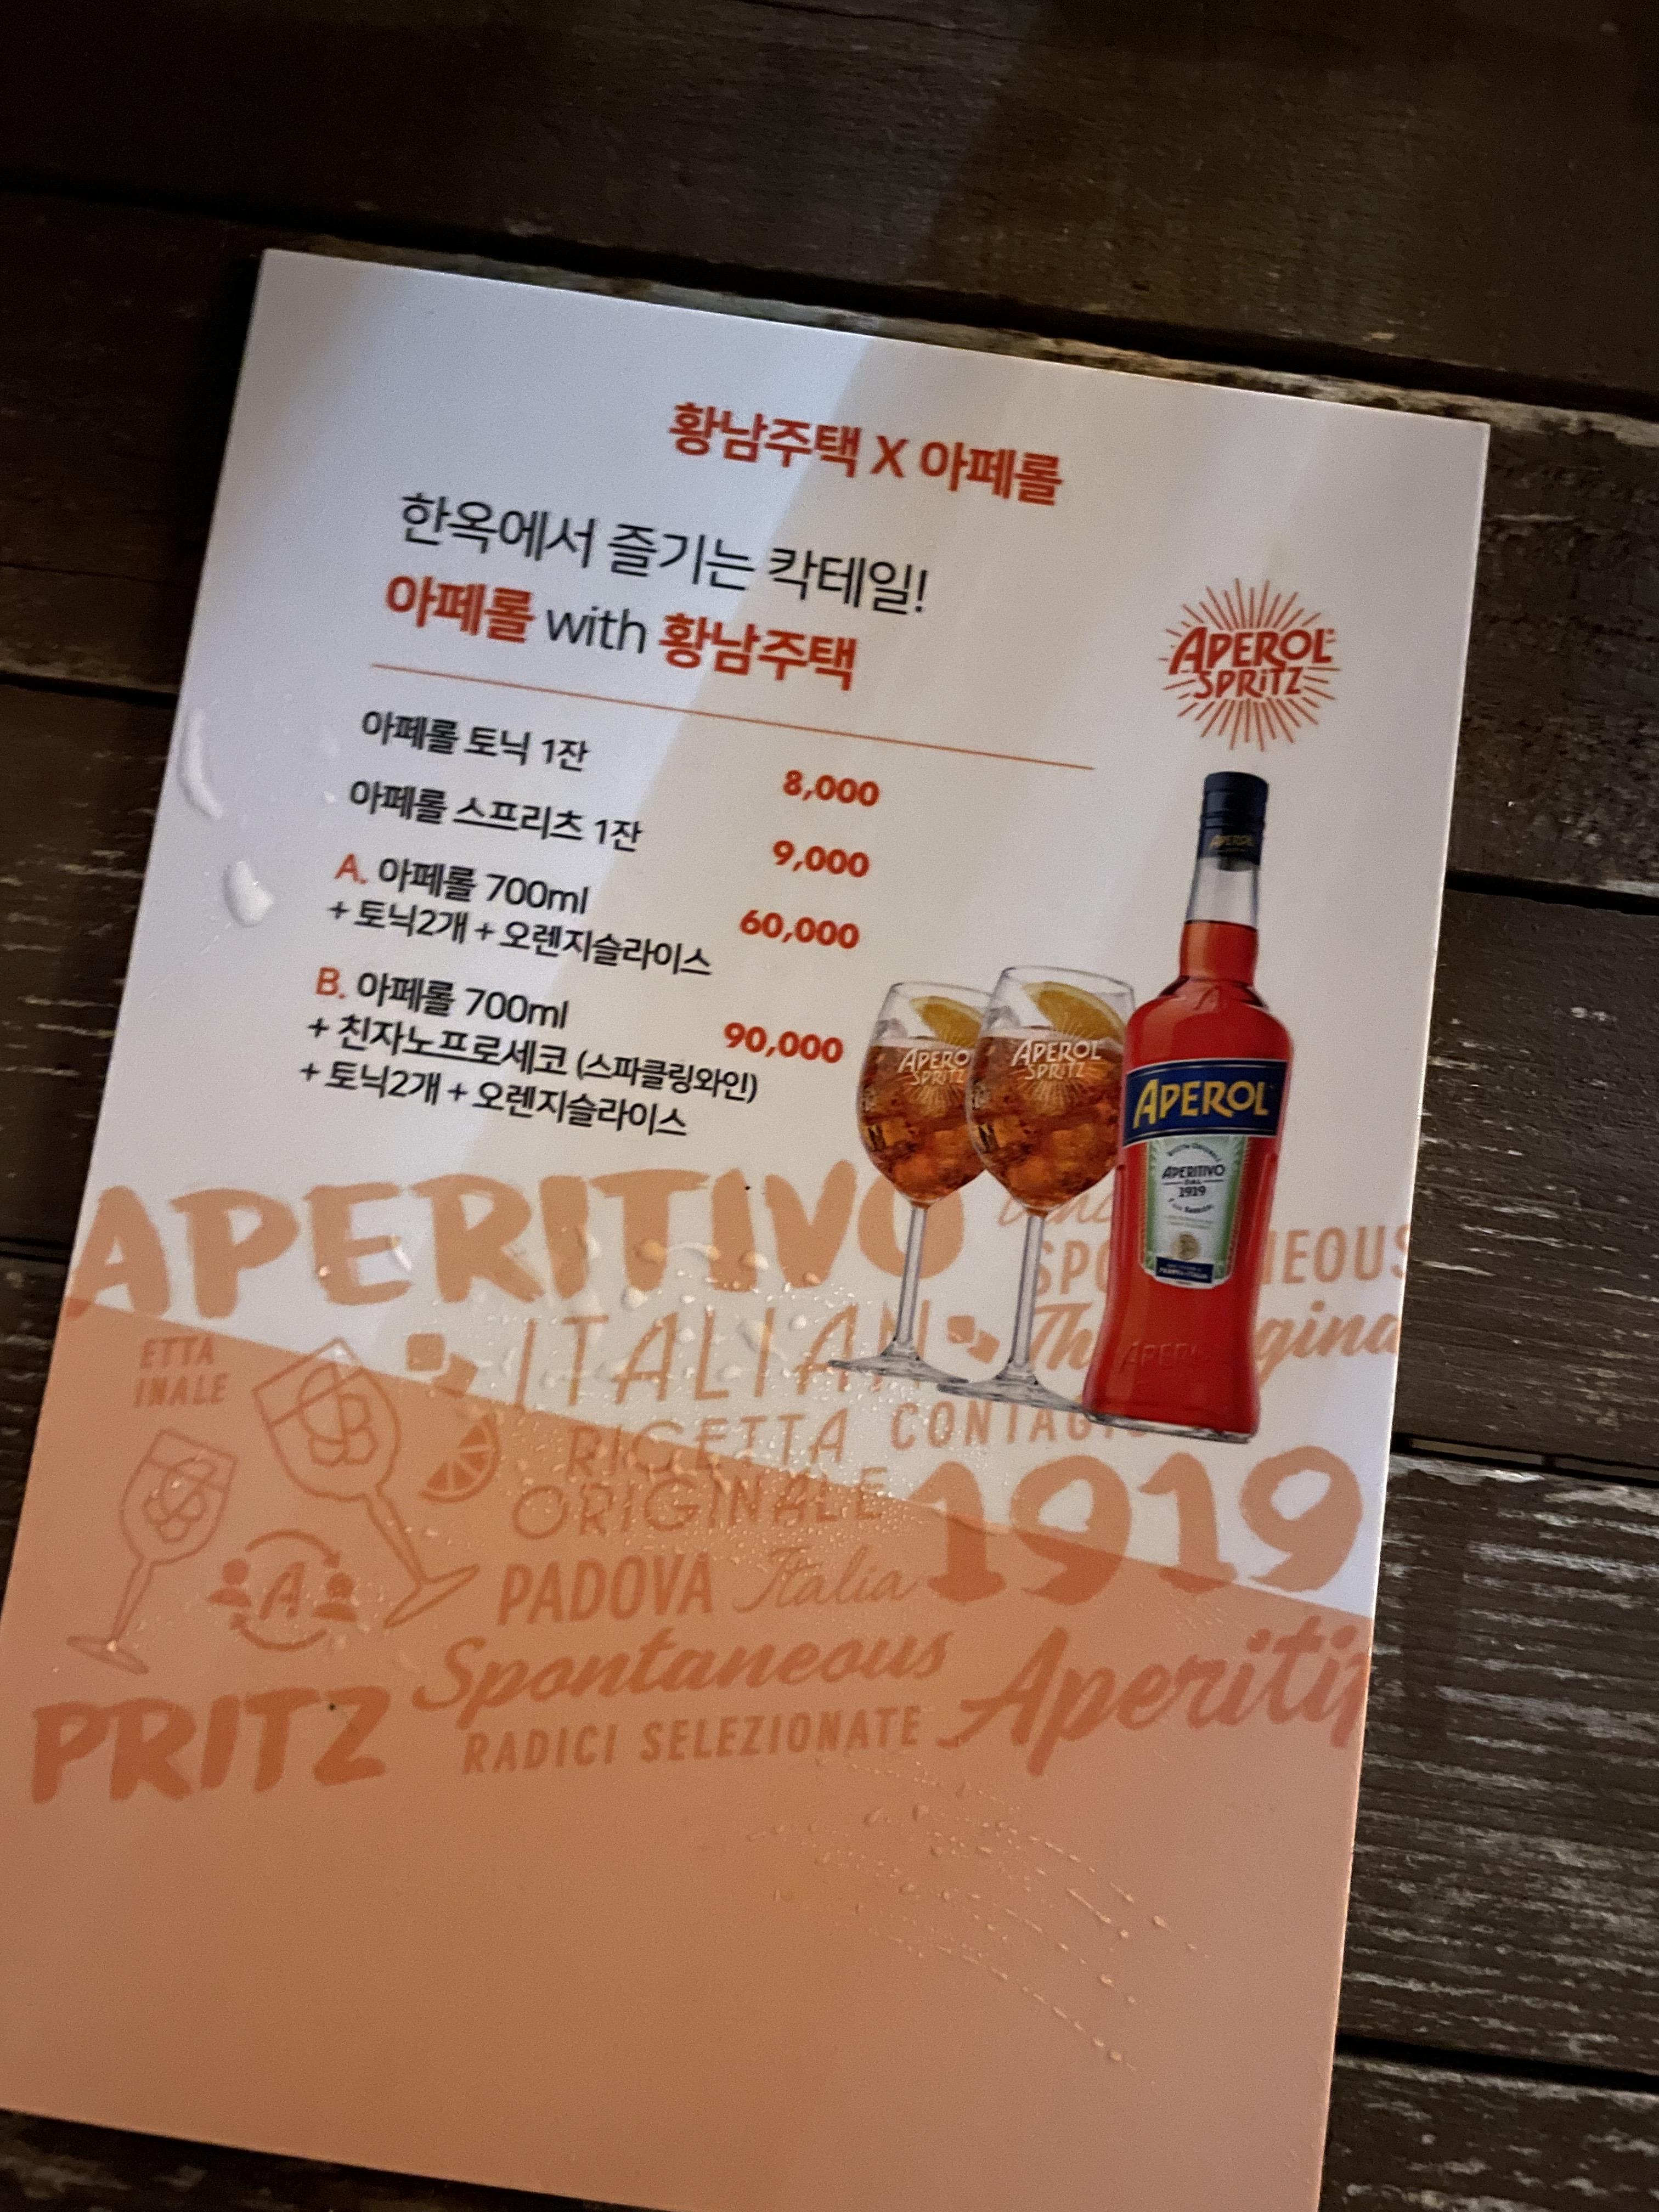 황남주택 X 아페롤
한옥에서 즐기는 칵테일!
아페롤 with 황남주택
APEROL
SPRITZ
아페롤 토닉 1잔 8,000
아페롤 스프리츠 1잔 9,000
A. 아페롤 700ml 60,000
+ 토닉2개 + 오렌지슬라이스
B. 아페롤 700ml 90,000
+ 친자노프로세코 (스파클링와인)
+ 토닉2개 + 오렌지슬라이스
APEROL
APERO
SPRITZ
APEROL
SPRITZ
APEROL
APERITIVO
DAL
1919
APERITIVO
ITALIAN
ETTA
INALE
RICETTA
ORIGINALE
1919
PADOVA Italia
Spontaneous
Aperiti
PRITZ
RADICI SELEZIONATE